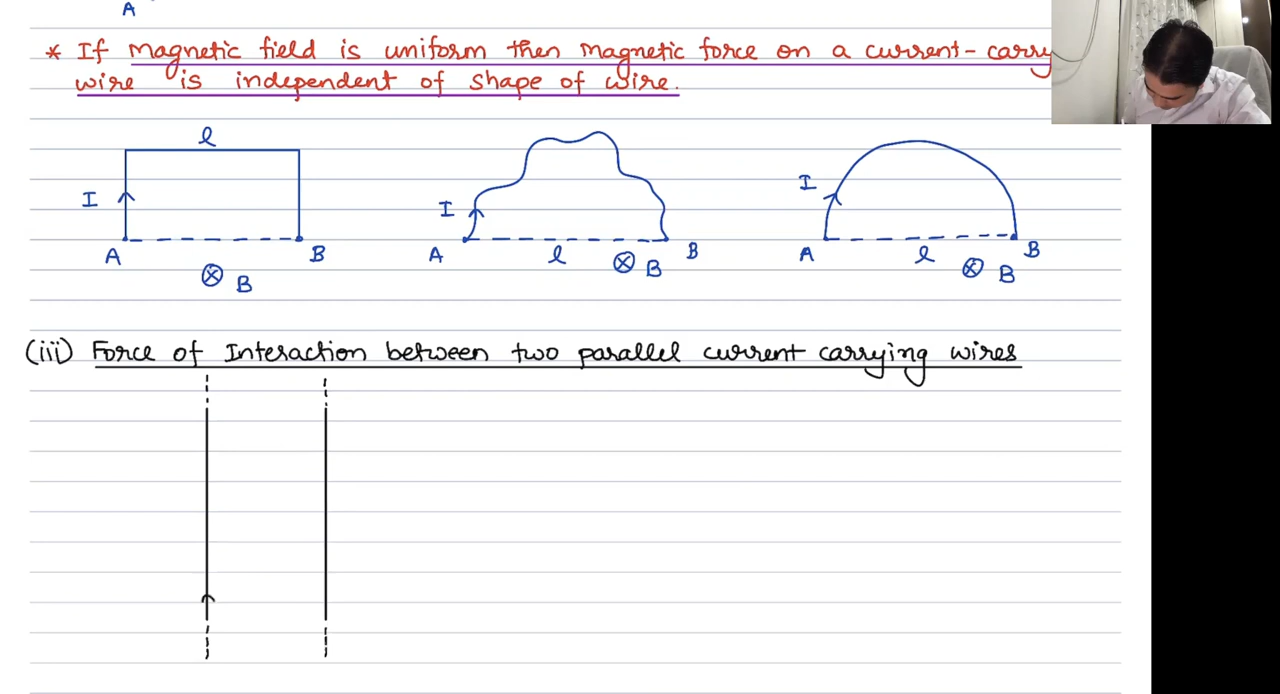 A
* If magnetic field is uniform then magnetic force on a current-carry
wire is independent of shape of wire.
l
I
A B
⊗ B
I
A l B
⊗ B
I
A l B
⊗ B
(iii) Force of Interaction between two parallel current carrying wires